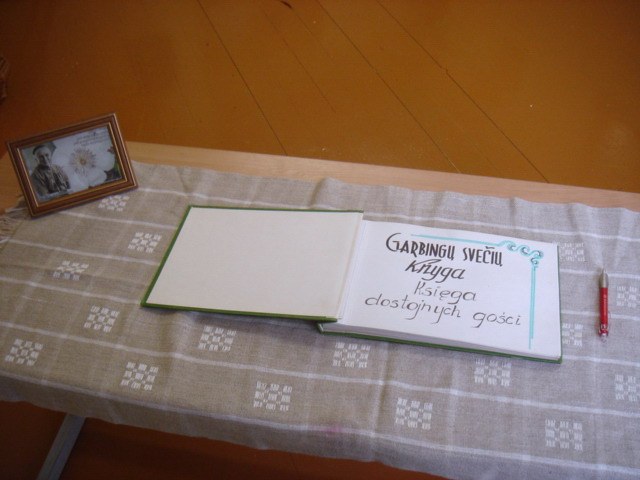 GARBINGŲ SVEČIŲ
Knyga
Księga
dostojnych gości